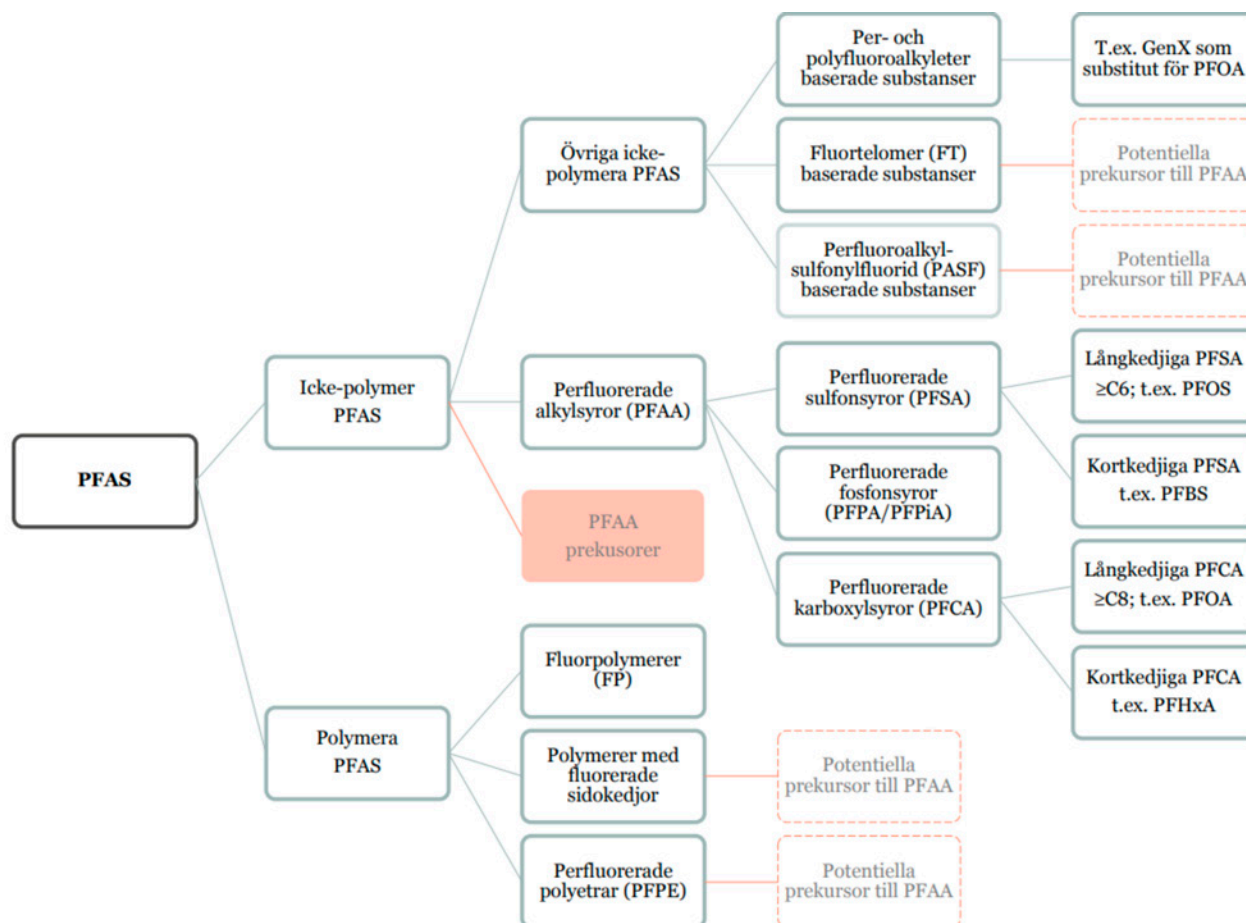 Per- och
polyfluoroalkyleter
baserade substanser
T.ex. GenX som
substitut för PFOA
Övriga icke-
polymera PFAS
Fluortelomer (FT)
baserade substanser
Potentiella
prekursor till PFAA
Perfluoroalkyl-
sulfonylfluorid (PASF)
baserade substanser
Potentiella
prekursor till PFAA
Icke-polymer
PFAS
Perfluorerade
alkylsyror (PFAA)
Perfluorerade
sulfonsyror (PFSA)
Långkedjiga PFSA
≥C6; t.ex. PFOS
Kortkedjiga PFSA
t.ex. PFBS
PFAS
Perfluorerade
fosfonsyror
(PFPA/PFPiA)
PFAA
prekusorer
Perfluorerade
karboxylsyror (PFCA)
Långkedjiga PFCA
≥C8; t.ex. PFOA
Kortkedjiga PFCA
t.ex. PFHxA
Polymera
PFAS
Fluorpolymerer
(FP)
Polymerer med
fluorerade
sidokedjor
Potentiella
prekursor till PFAA
Perfluorerade
polyetrar (PFPE)
Potentiella
prekursor till PFAA